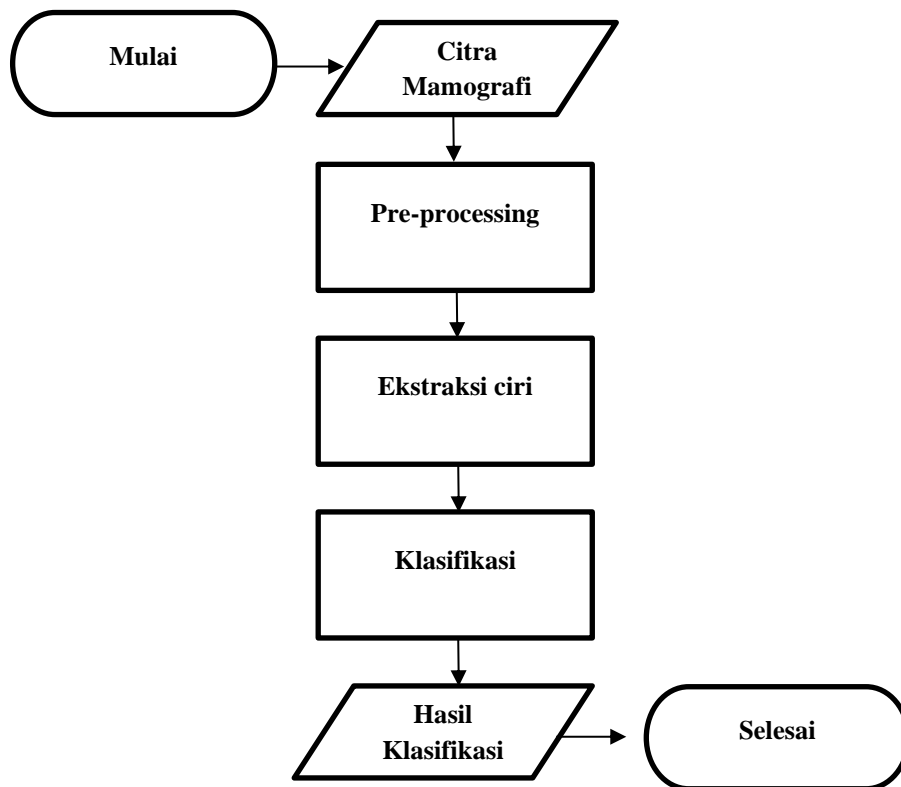 Mulai
Citra
Mamografi
Pre-processing
Ekstraksi ciri
Klasifikasi
Hasil
Klasifikasi
Selesai